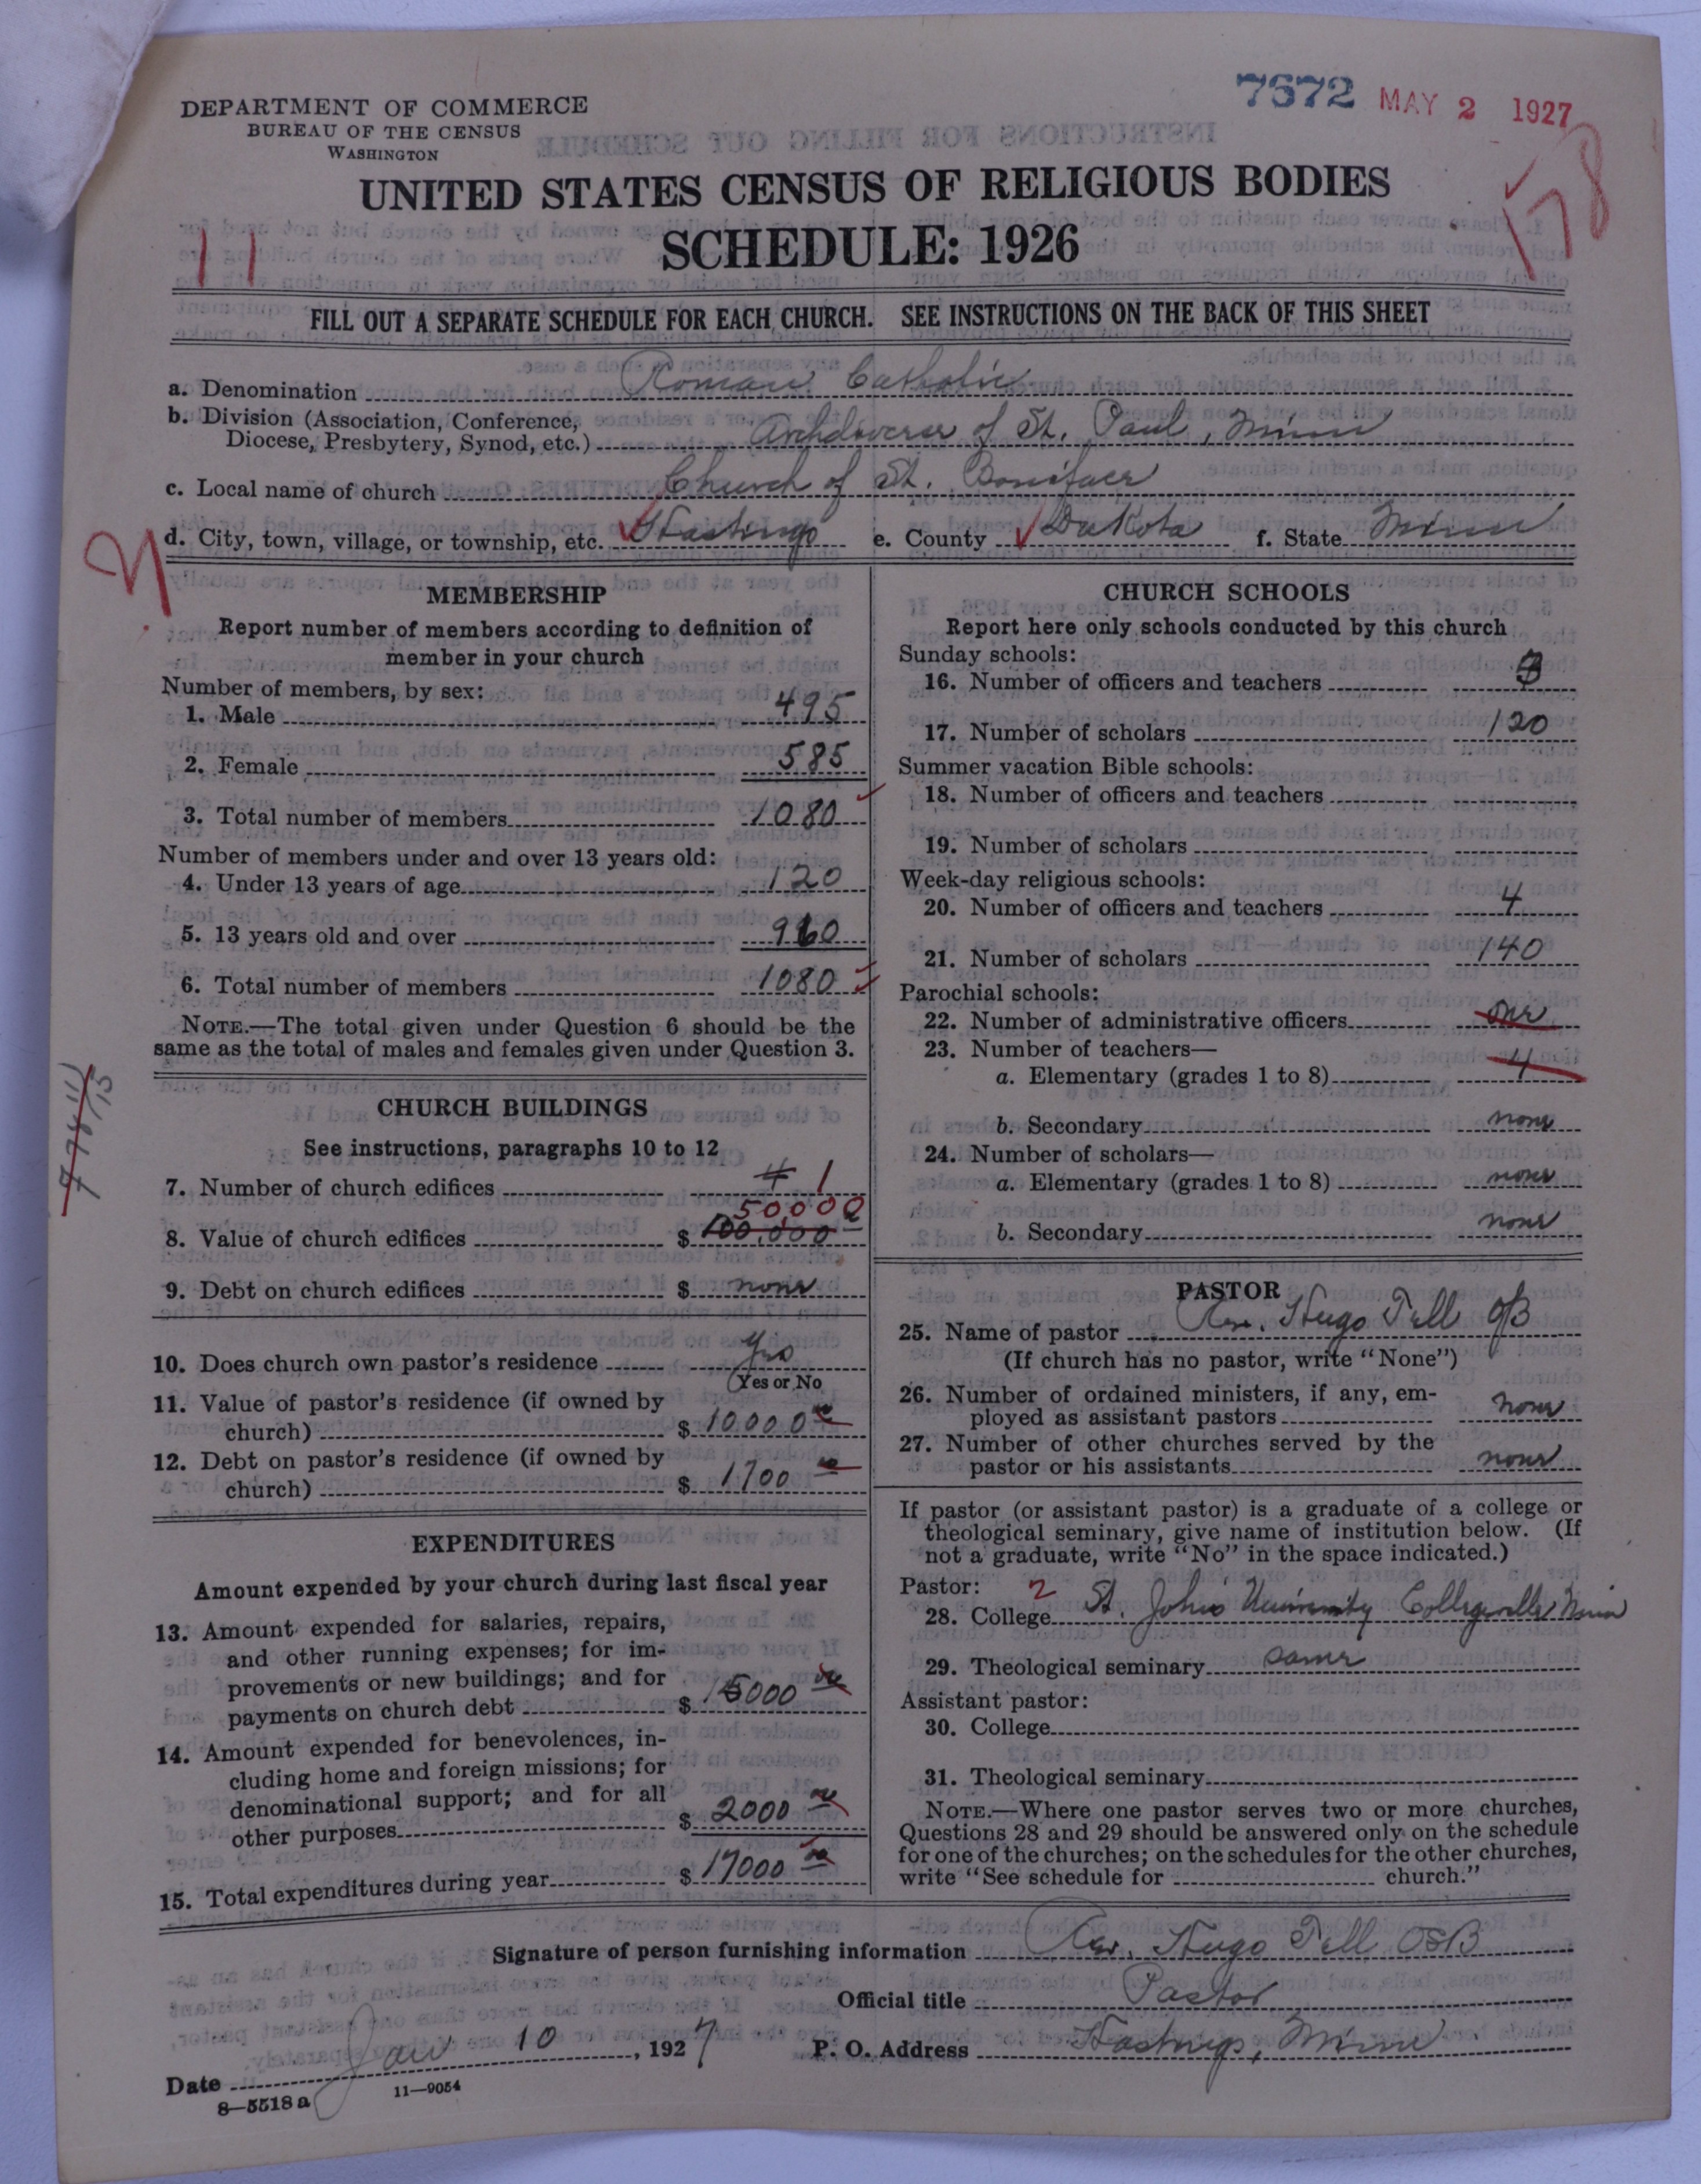 7672 MAY 2 1927
DEPARTMENT OF COMMERCE
BUREAU OF THE CENSUS
WASHINGTON
UNITED STATES CENSUS OF RELIGIOUS BODIES
SCHEDULE: 1926
11
178
FILL OUT A SEPARATE SCHEDULE FOR EACH CHURCH. SEE INSTRUCTIONS ON THE BACK OF THIS SHEET
a. Denomination Roman Catholic
b. Division (Association, Conference,
Diocese, Presbytery, Synod, etc.) Archdiocese of St. Paul, Minn
c. Local name of church Church of St. Boniface
d. City, town, village, or township, etc. Hastings e. County Dakota f. State Minn
MEMBERSHIP
Report number of members according to definition of
member in your church
Number of members, by sex:
1. Male 495
2. Female 585
3. Total number of members 1080
Number of members under and over 13 years old:
4. Under 13 years of age 120
5. 13 years old and over 960
6. Total number of members 1080
NOTE.—The total given under Question 6 should be the
same as the total of males and females given under Question 3.
CHURCH BUILDINGS
See instructions, paragraphs 10 to 12
7. Number of church edifices 4 1
50,000
8. Value of church edifices $ 100,000
9. Debt on church edifices $ none
10. Does church own pastor's residence Yes
(Yes or No
11. Value of pastor's residence (if owned by
church) $ 10000
12. Debt on pastor's residence (if owned by
church) $ 1700
EXPENDITURES
Amount expended by your church during last fiscal year
13. Amount expended for salaries, repairs,
and other running expenses; for im-
provements or new buildings; and for
payments on church debt $ 15000
14. Amount expended for benevolences, in-
cluding home and foreign missions; for
denominational support; and for all
other purposes $ 2000
15. Total expenditures during year $ 17000
CHURCH SCHOOLS
Report here only schools conducted by this church
Sunday schools:
16. Number of officers and teachers 3
17. Number of scholars 120
Summer vacation Bible schools:
18. Number of officers and teachers
19. Number of scholars
Week-day religious schools:
20. Number of officers and teachers 4
21. Number of scholars 140
Parochial schools:
22. Number of administrative officers one
23. Number of teachers—
a. Elementary (grades 1 to 8) 4
b. Secondary none
24. Number of scholars—
a. Elementary (grades 1 to 8) none
b. Secondary none
PASTOR
25. Name of pastor Rev. Hugo Tell OSB
(If church has no pastor, write "None")
26. Number of ordained ministers, if any, em-
ployed as assistant pastors none
27. Number of other churches served by the
pastor or his assistants none
If pastor (or assistant pastor) is a graduate of a college or
theological seminary, give name of institution below. (If
not a graduate, write "No" in the space indicated.)
Pastor: 2
28. College St. John's University Collegeville Minn
29. Theological seminary same
Assistant pastor:
30. College
31. Theological seminary
NOTE.—Where one pastor serves two or more churches,
Questions 28 and 29 should be answered only on the schedule
for one of the churches; on the schedules for the other churches,
write "See schedule for church."
Signature of person furnishing information Rev. Hugo Tell OSB
Official title Pastor
Date Jan 10, 1927 P. O. Address Hastings, Minn
8—5518 a 11—9054